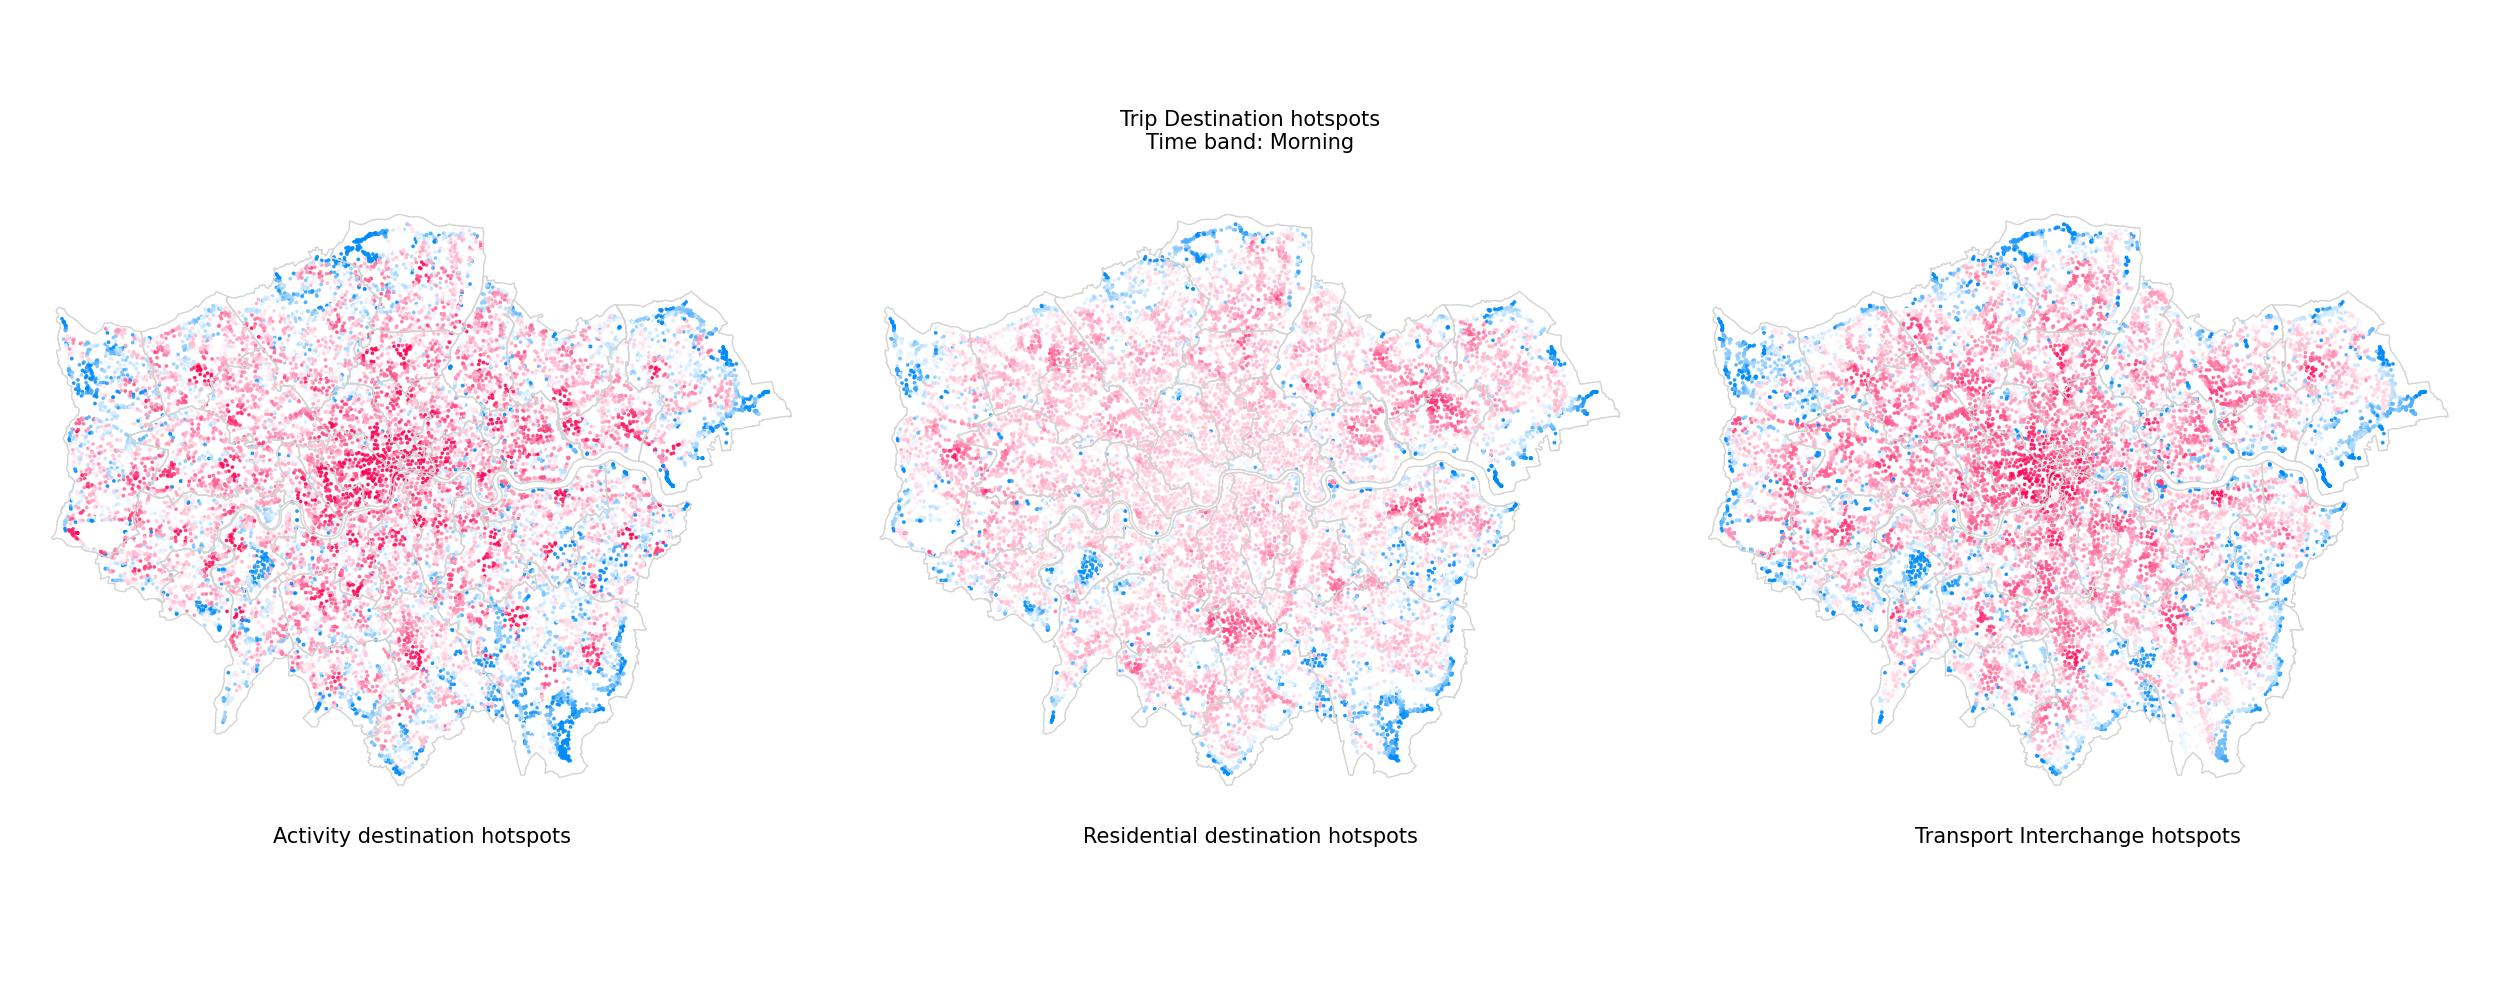 Trip Destination hotspots
Time band: Morning
Activity destination hotspots
Residential destination hotspots
Transport Interchange hotspots